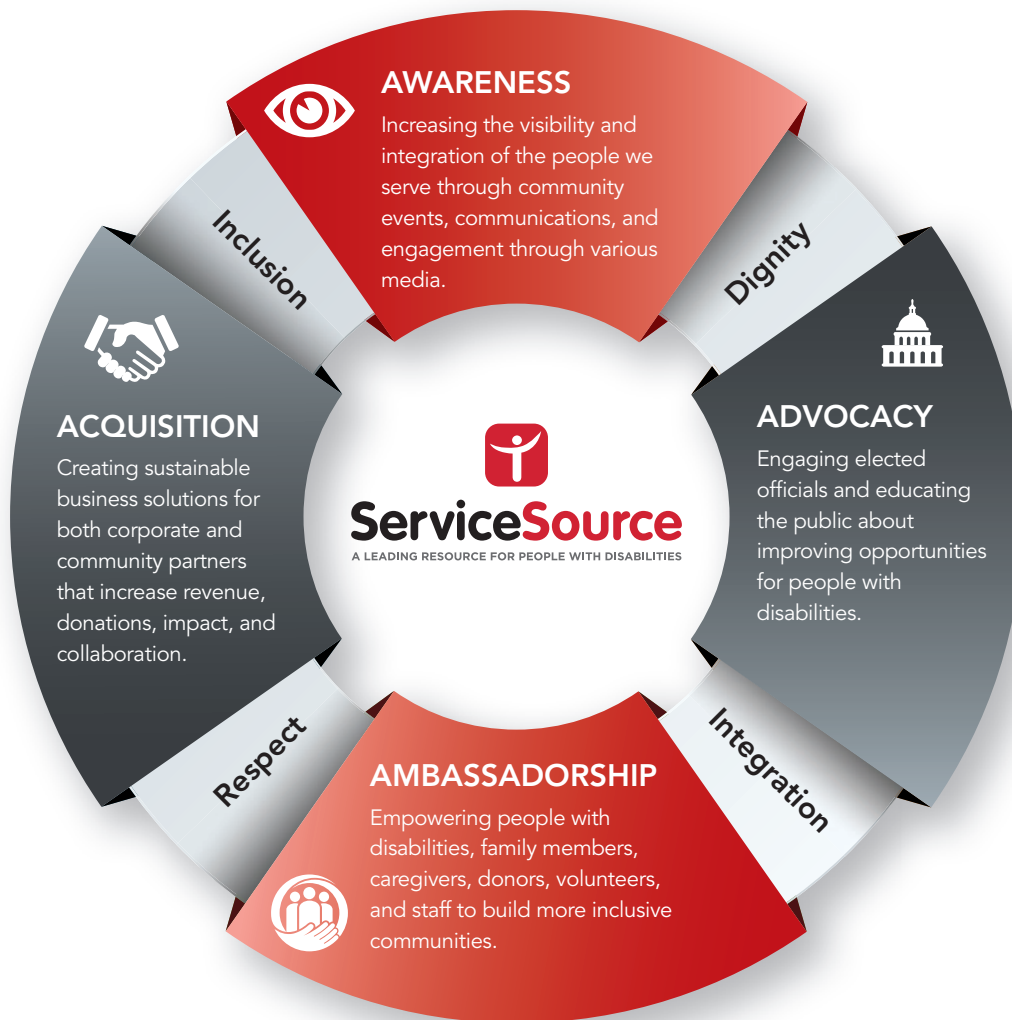 AWARENESS
Increasing the visibility and
integration of the people we
serve through community
events, communications, and
engagement through various
media.
Inclusion
Dignity
ACQUISITION
Creating sustainable
business solutions for
both corporate and
community partners
that increase revenue,
donations, impact, and
collaboration.
ServiceSource
A LEADING RESOURCE FOR PEOPLE WITH DISABILITIES
ADVOCACY
Engaging elected
officials and educating
the public about
improving opportunities
for people with
disabilities.
Respect
Integration
AMBASSADORSHIP
Empowering people with
disabilities, family members,
caregivers, donors, volunteers,
and staff to build more inclusive
communities.